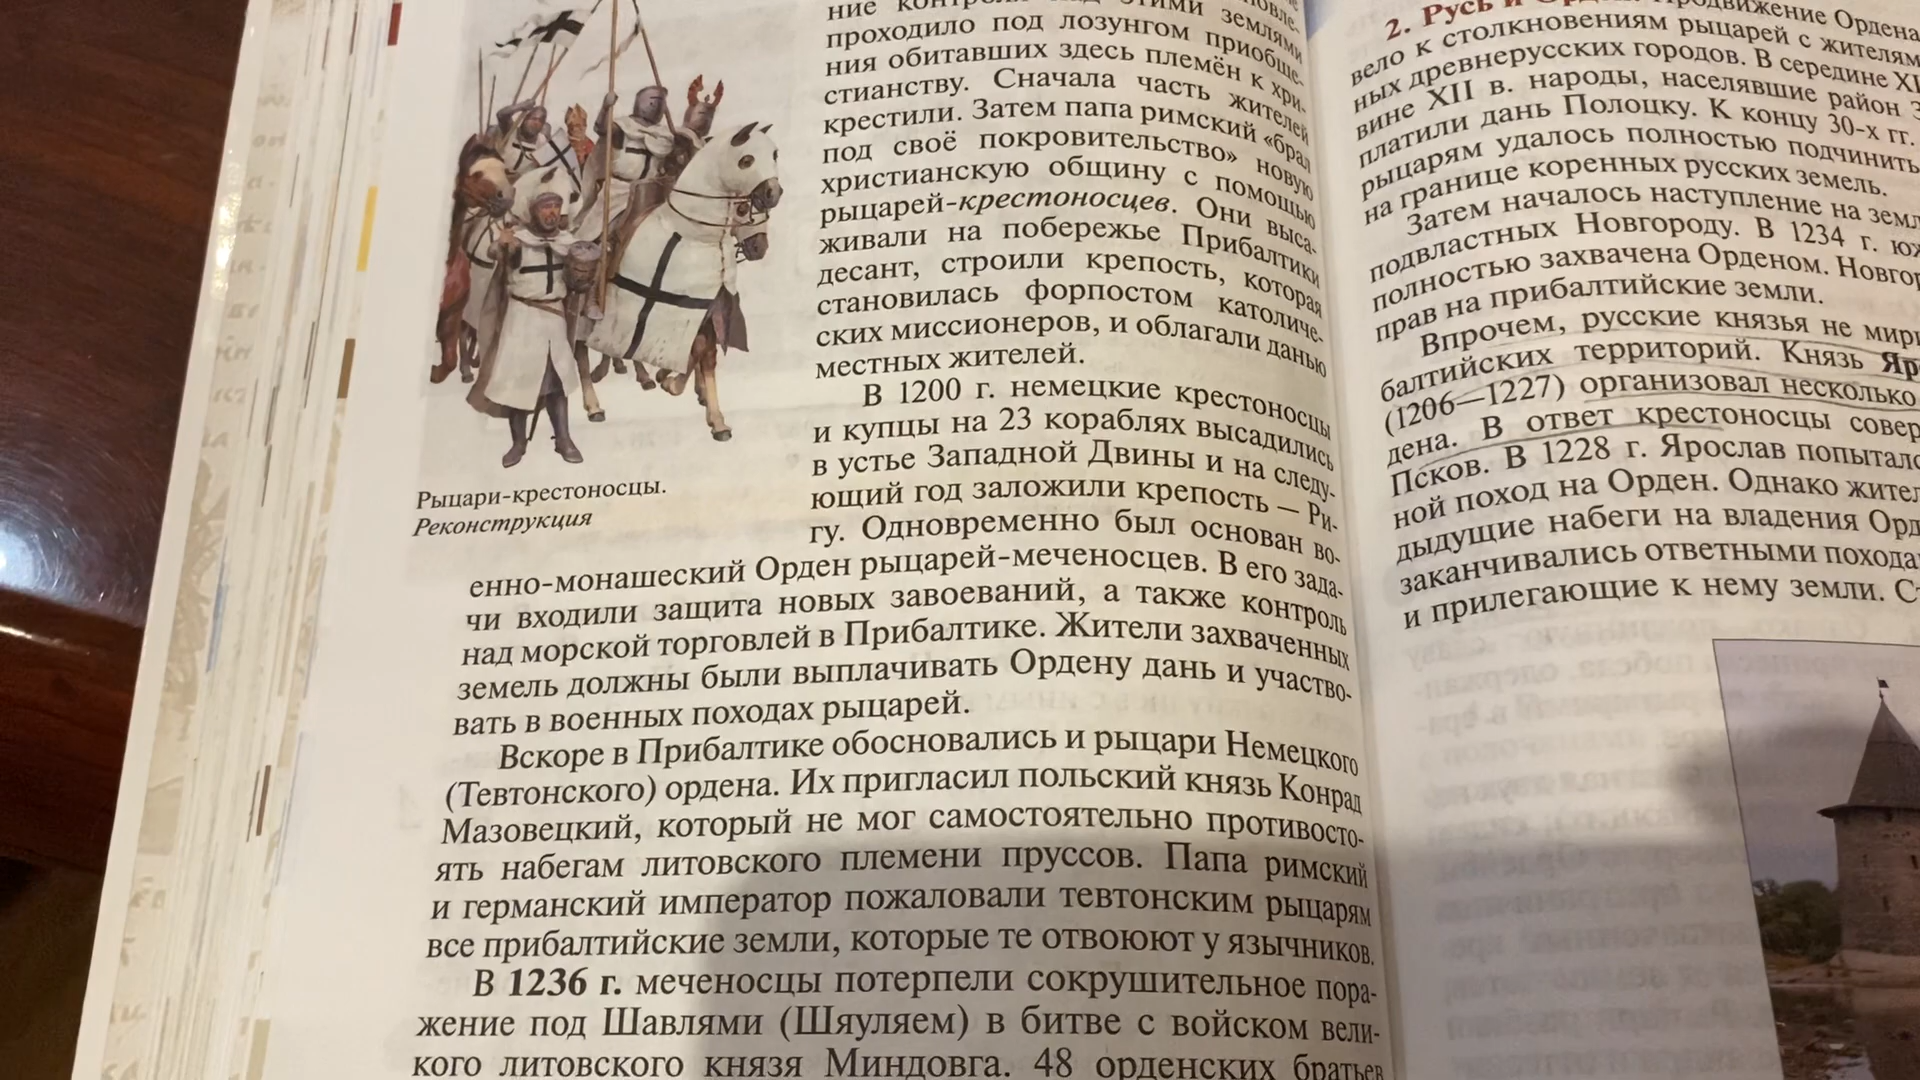 ние
этими землями
проходило под лозунгом приобще-
ния обитавших здесь племён к хри-
стианству. Сначала часть жителей
крестили. Затем папа римский «брал
под своё покровительство» новую
христианскую общину с помощью
рыцарей-крестоносцев. Они выса-
живали на побережье Прибалтики
десант, строили крепость, которая
становилась форпостом католиче-
ских миссионеров, и облагали данью
местных жителей.
В 1200 г. немецкие крестоносцы
и купцы на 23 кораблях высадились
в устье Западной Двины и на следу-
ющий год заложили крепость — Ри-
гу. Одновременно был основан во-
Рыцари-крестоносцы.
Реконструкция
енно-монашеский Орден рыцарей-меченосцев. В его зада-
чи входили защита новых завоеваний, а также контроль
над морской торговлей в Прибалтике. Жители захваченных
земель должны были выплачивать Ордену дань и участво-
вать в военных походах рыцарей.
Вскоре в Прибалтике обосновались и рыцари Немецкого
(Тевтонского) ордена. Их пригласил польский князь Конрад
Мазовецкий, который не мог самостоятельно противосто-
ять набегам литовского племени пруссов. Папа римский
и германский император пожаловали тевтонским рыцарям
все прибалтийские земли, которые те отвоюют у язычников.
В 1236 г. меченосцы потерпели сокрушительное пора-
жение под Шавлями (Шяуляем) в битве с войском вели-
кого литовского князя Миндовга. 48 орденских братьев
2. Русь и
Ордена
вело к столкновениям рыцарей с жителям
ных древнерусских городов. В середине
вине XII в. народы, населявшие район
платили дань Полоцку. К концу 30-х гг.
рыцарям удалось полностью подчинить
на границе коренных русских земель.
Затем началось наступление на
подвластных Новгороду. В 1234 г.
полностью захвачена Орденом.
прав на прибалтийские земли.
Впрочем, русские князья не
балтийских территорий. Князь
(1206—1227) организовал несколько
дена. В ответ крестоносцы
Псков. В 1228 г. Ярослав
ной поход на Орден. Однако
дыдущие набеги на владения
заканчивались ответными
и прилегающие к нему земли.